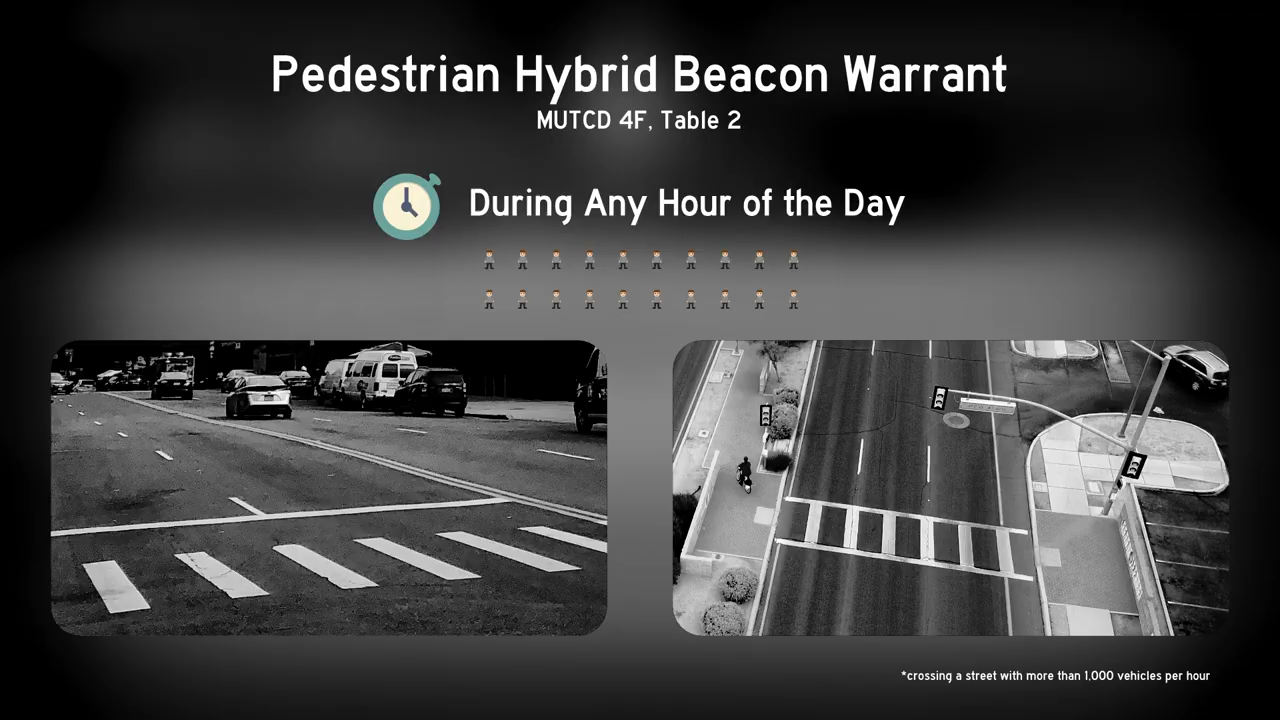 Pedestrian Hybrid Beacon Warrant
MUTCD 4F, Table 2
During Any Hour of the Day
*crossing a street with more than 1,000 vehicles per hour